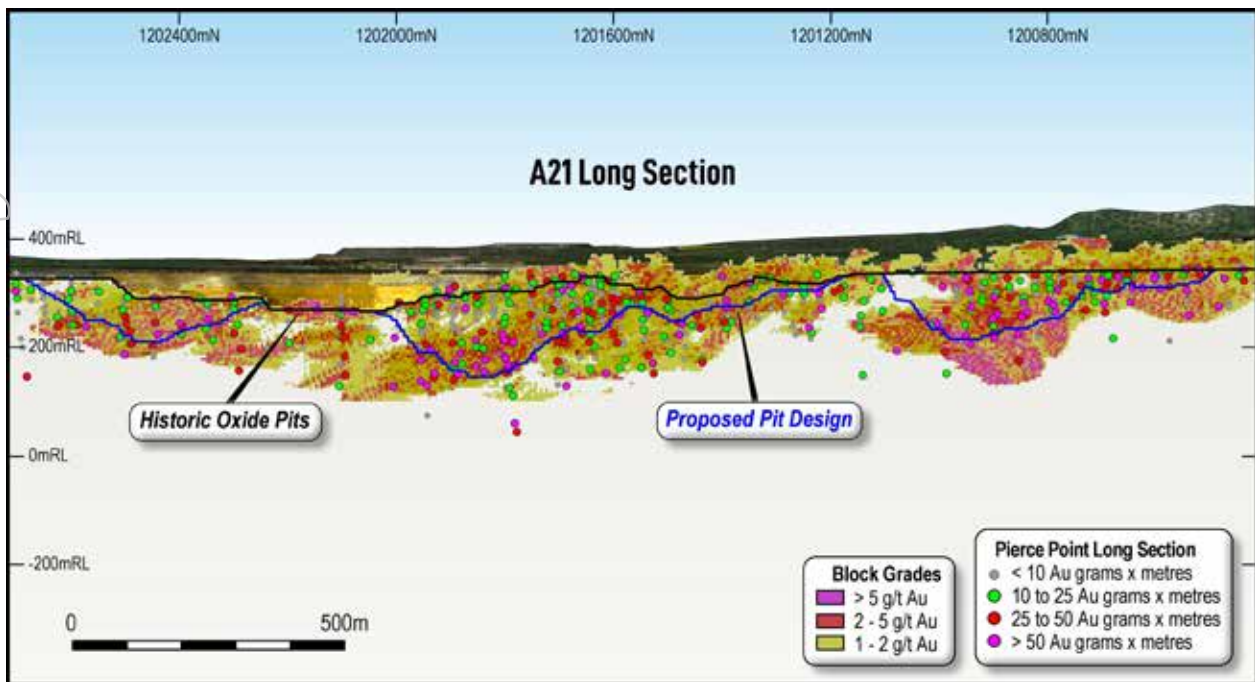 1202400mN 1202000mN 1201600mN 1201200mN 1200800mN
A21 Long Section
400mRL
200mRL
Historic Oxide Pits
Proposed Pit Design
0mRL
-200mRL
0 500m
Block Grades
> 5 g/t Au
2 - 5 g/t Au
1 - 2 g/t Au
Pierce Point Long Section
< 10 Au grams x metres
10 to 25 Au grams x metres
25 to 50 Au grams x metres
> 50 Au grams x metres